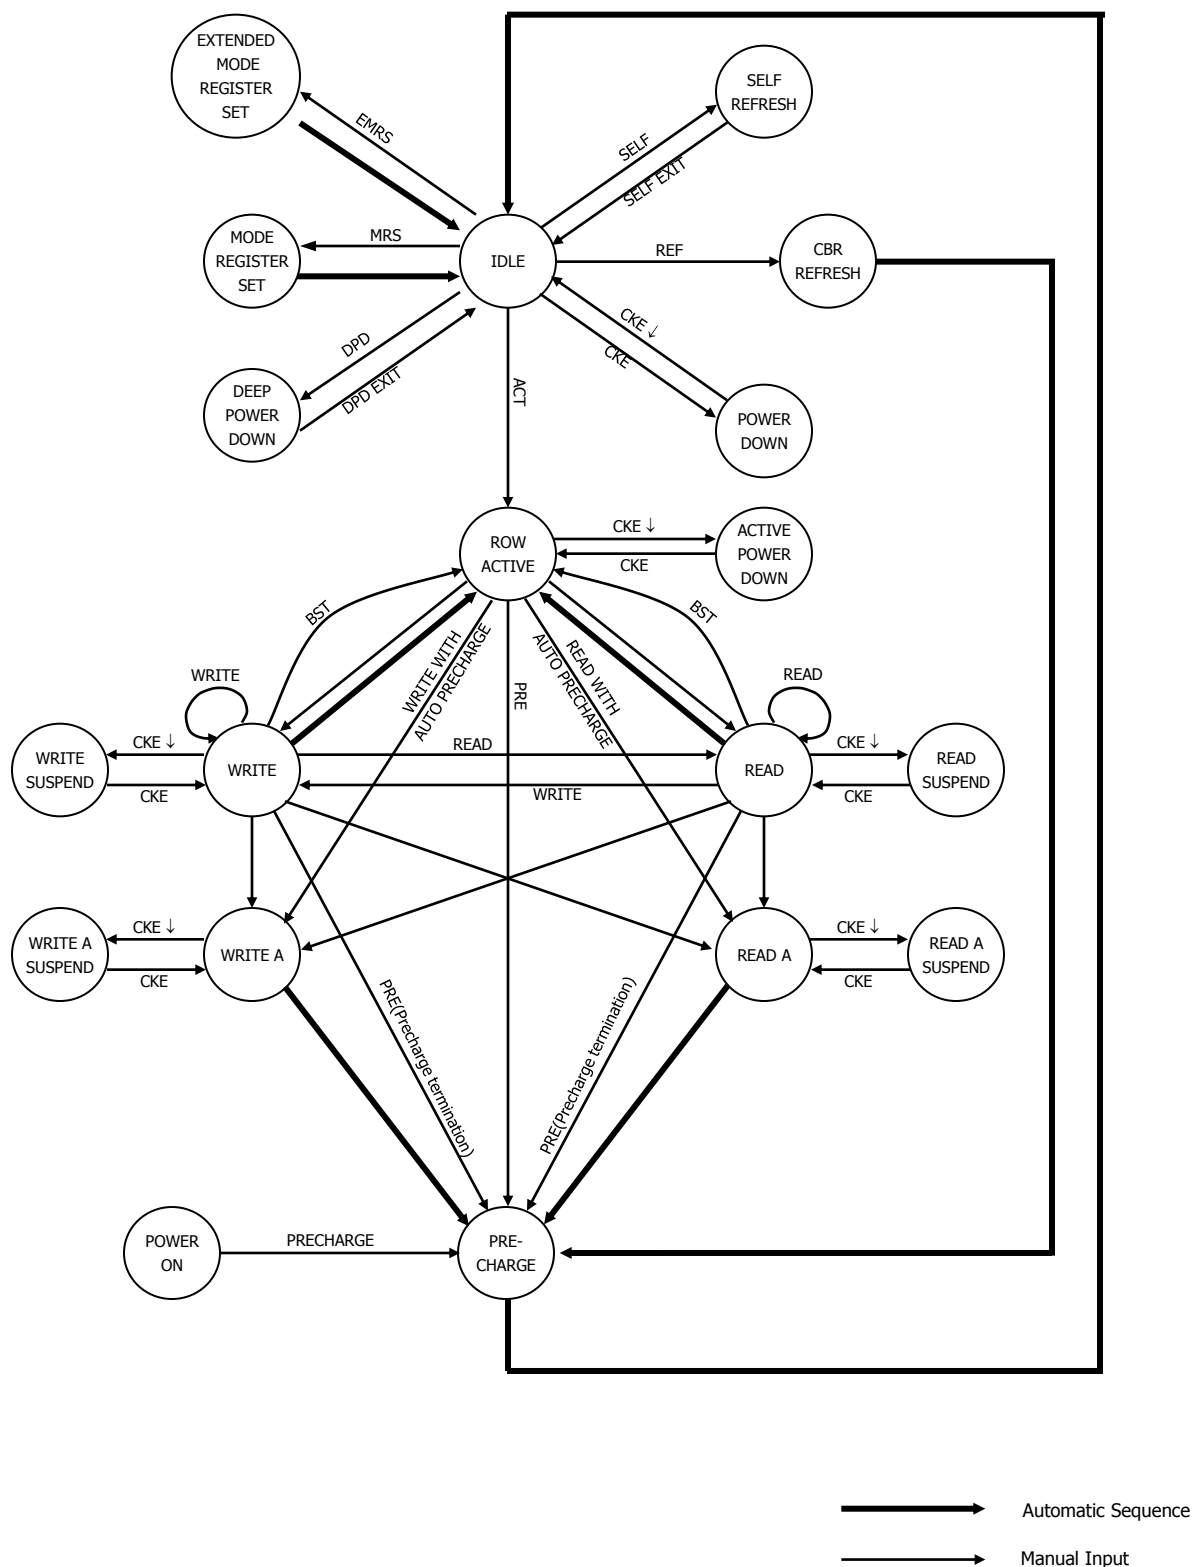 EXTENDED
MODE
REGISTER
SET
SELF
REFRESH
EMRS
SELF
SELF EXIT
MODE
REGISTER
SET
MRS
IDLE
REF
CBR
REFRESH
DPD
DPD EXIT
CKE ↓
CKE
DEEP
POWER
DOWN
ACT
POWER
DOWN
ROW
ACTIVE
CKE ↓
CKE
ACTIVE
POWER
DOWN
BST
BST
WRITE WITH
AUTO PRECHARGE
PRE
READ WITH
AUTO PRECHARGE
WRITE
READ
WRITE
SUSPEND
CKE ↓
CKE
WRITE
READ
WRITE
READ
CKE ↓
CKE
READ
SUSPEND
WRITE A
SUSPEND
CKE ↓
CKE
WRITE A
READ A
CKE ↓
CKE
READ A
SUSPEND
PRE(Precharge termination)
PRE(Precharge termination)
POWER
ON
PRECHARGE
PRE-
CHARGE
Automatic Sequence
Manual Input